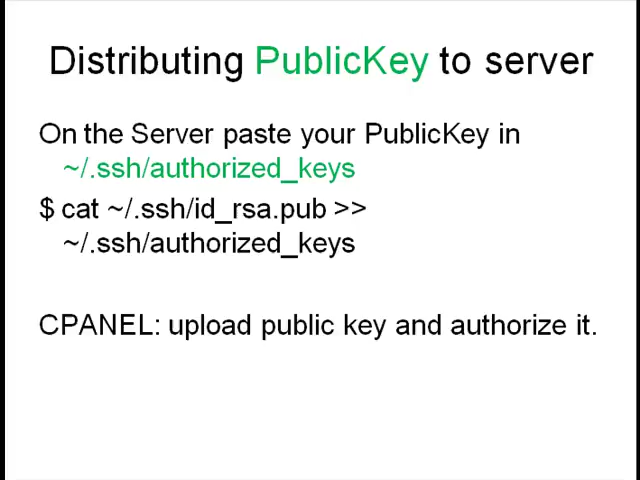 Distributing PublicKey to server
On the Server paste your PublicKey in
~/.ssh/authorized_keys
$ cat ~/.ssh/id_rsa.pub >>
~/.ssh/authorized_keys
CPANEL: upload public key and authorize it.